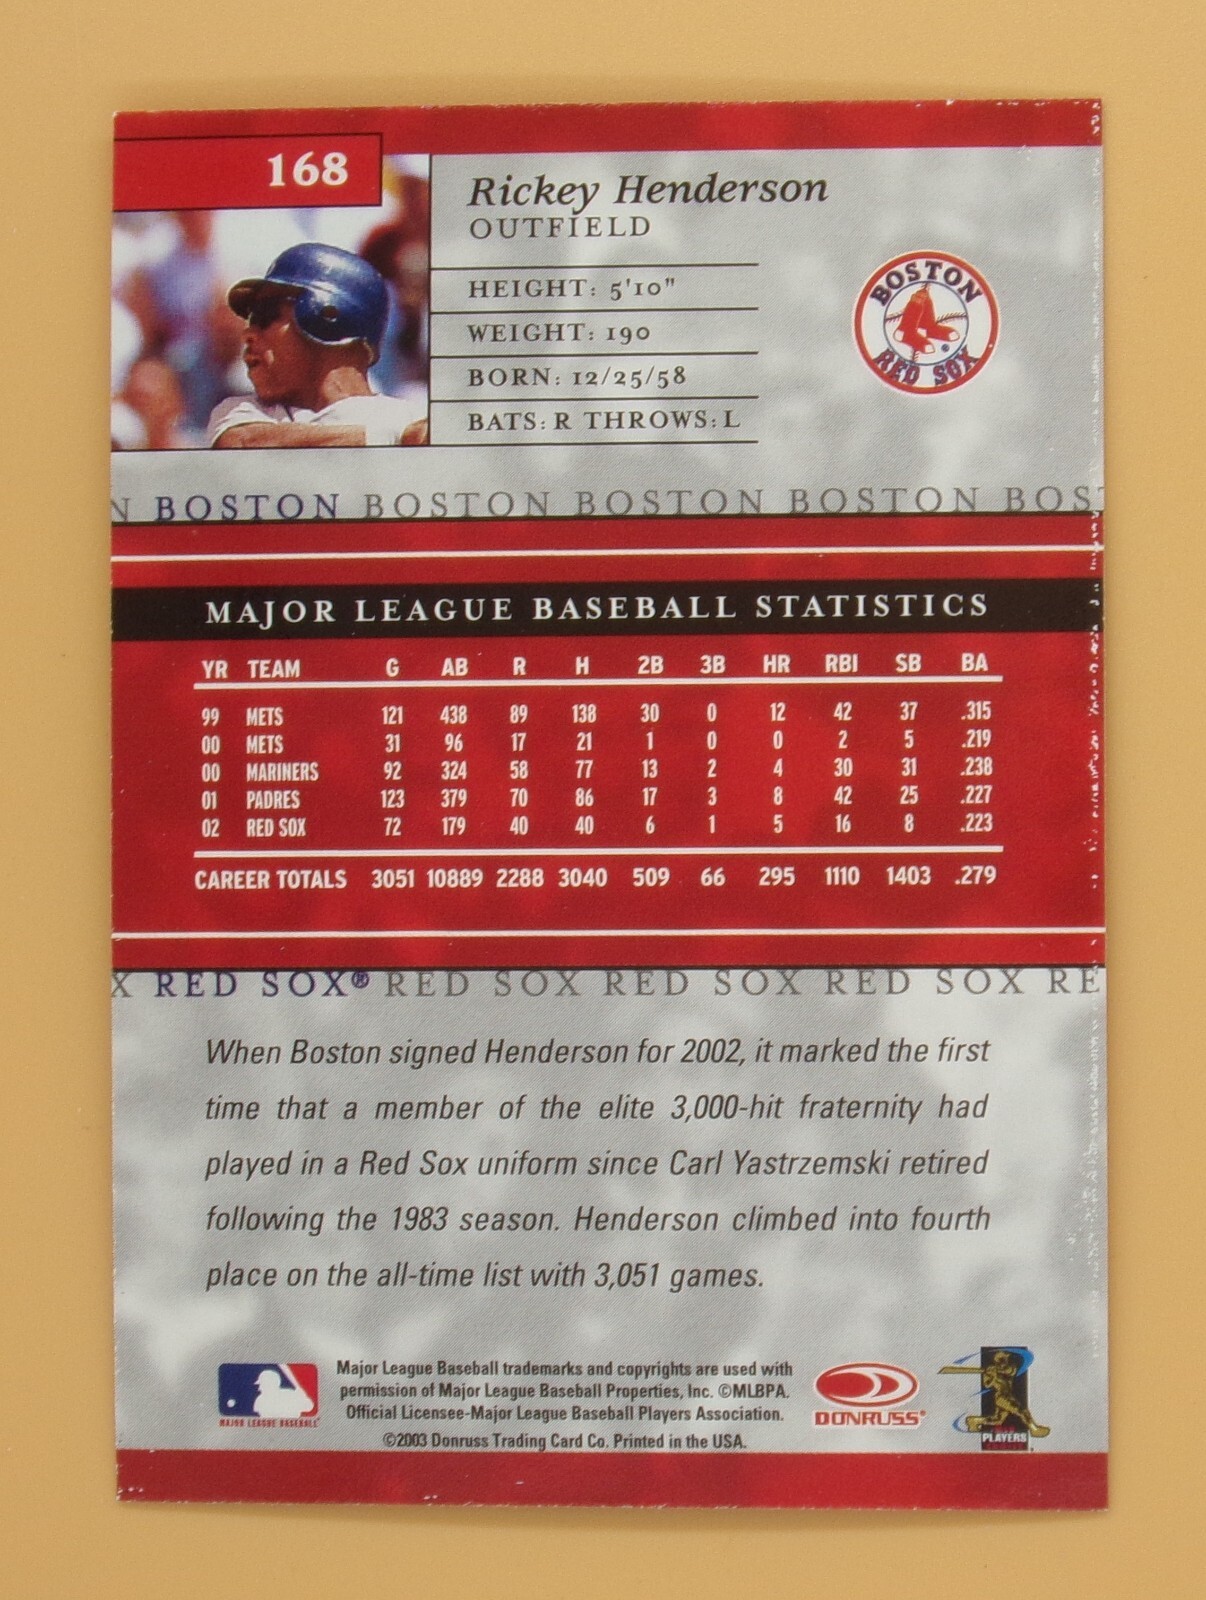 168
Rickey Henderson
OUTFIELD
HEIGHT: 5'10"
WEIGHT: 190
BORN: 12/25/58
BATS: R THROWS: L
BOSTON
RED SOX
N BOSTON BOSTON BOSTON BOSTON BOST
MAJOR LEAGUE BASEBALL STATISTICS
YR TEAM G AB R H 2B 3B HR RBI SB BA
99 METS 121 438 89 138 30 0 12 42 37 .315
00 METS 31 96 17 21 1 0 0 2 5 .219
00 MARINERS 92 324 58 77 13 2 4 30 31 .238
01 PADRES 123 379 70 86 17 3 8 42 25 .227
02 RED SOX 72 179 40 40 6 1 5 16 8 .223
CAREER TOTALS 3051 10889 2288 3040 509 66 295 1110 1403 .279
X RED SOX® RED SOX RED SOX RED SOX RE
When Boston signed Henderson for 2002, it marked the first
time that a member of the elite 3,000-hit fraternity had
played in a Red Sox uniform since Carl Yastrzemski retired
following the 1983 season. Henderson climbed into fourth
place on the all-time list with 3,051 games.
MAJOR LEAGUE BASEBALL
Major League Baseball trademarks and copyrights are used with
permission of Major League Baseball Properties, Inc. ©MLBPA.
Official Licensee-Major League Baseball Players Association.
©2003 Donruss Trading Card Co. Printed in the USA.
DONRUSS®
PLAYERS